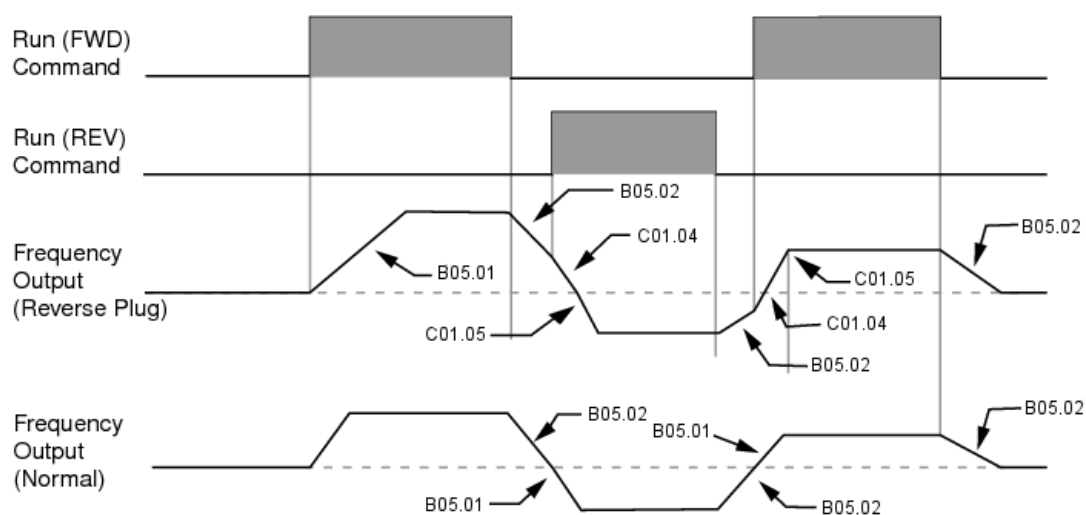 Run (FWD)
Command
Run (REV)
Command
B05.02
C01.04
Frequency
Output
(Reverse Plug)
B05.01
C01.05
B05.02
C01.05
C01.04
B05.02
Frequency
Output
(Normal)
B05.02
B05.01
B05.01
B05.02
B05.02